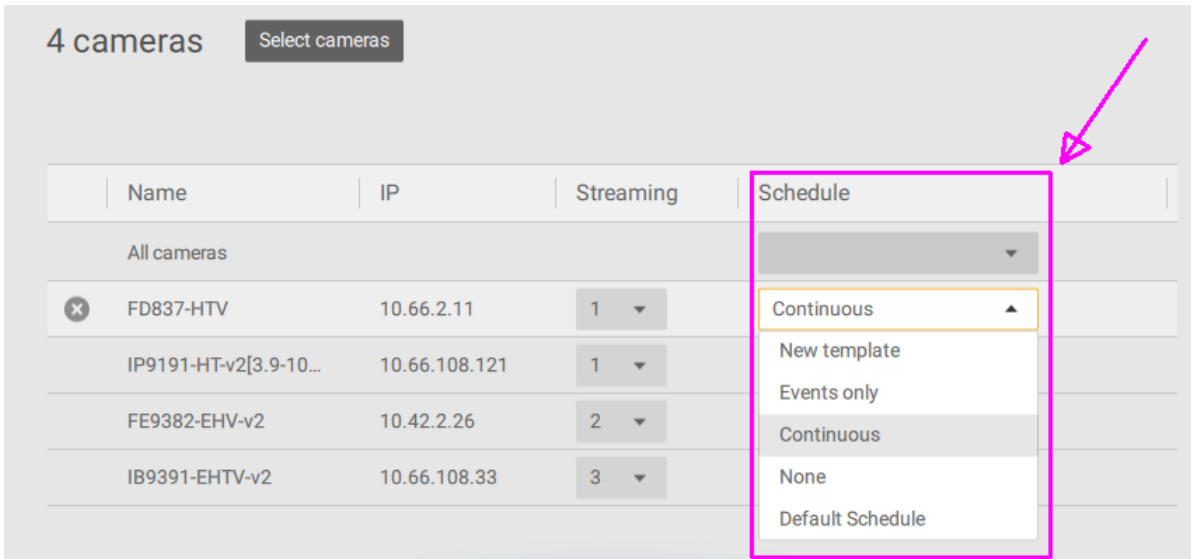 4 cameras Select cameras
Name IP Streaming Schedule
All cameras
FD837-HTV 10.66.2.11 1 Continuous
IP9191-HT-v2[3.9-10... 10.66.108.121 1 New template
Events only
FE9382-EHV-v2 10.42.2.26 2 Continuous
IB9391-EHTV-v2 10.66.108.33 3 None
Default Schedule